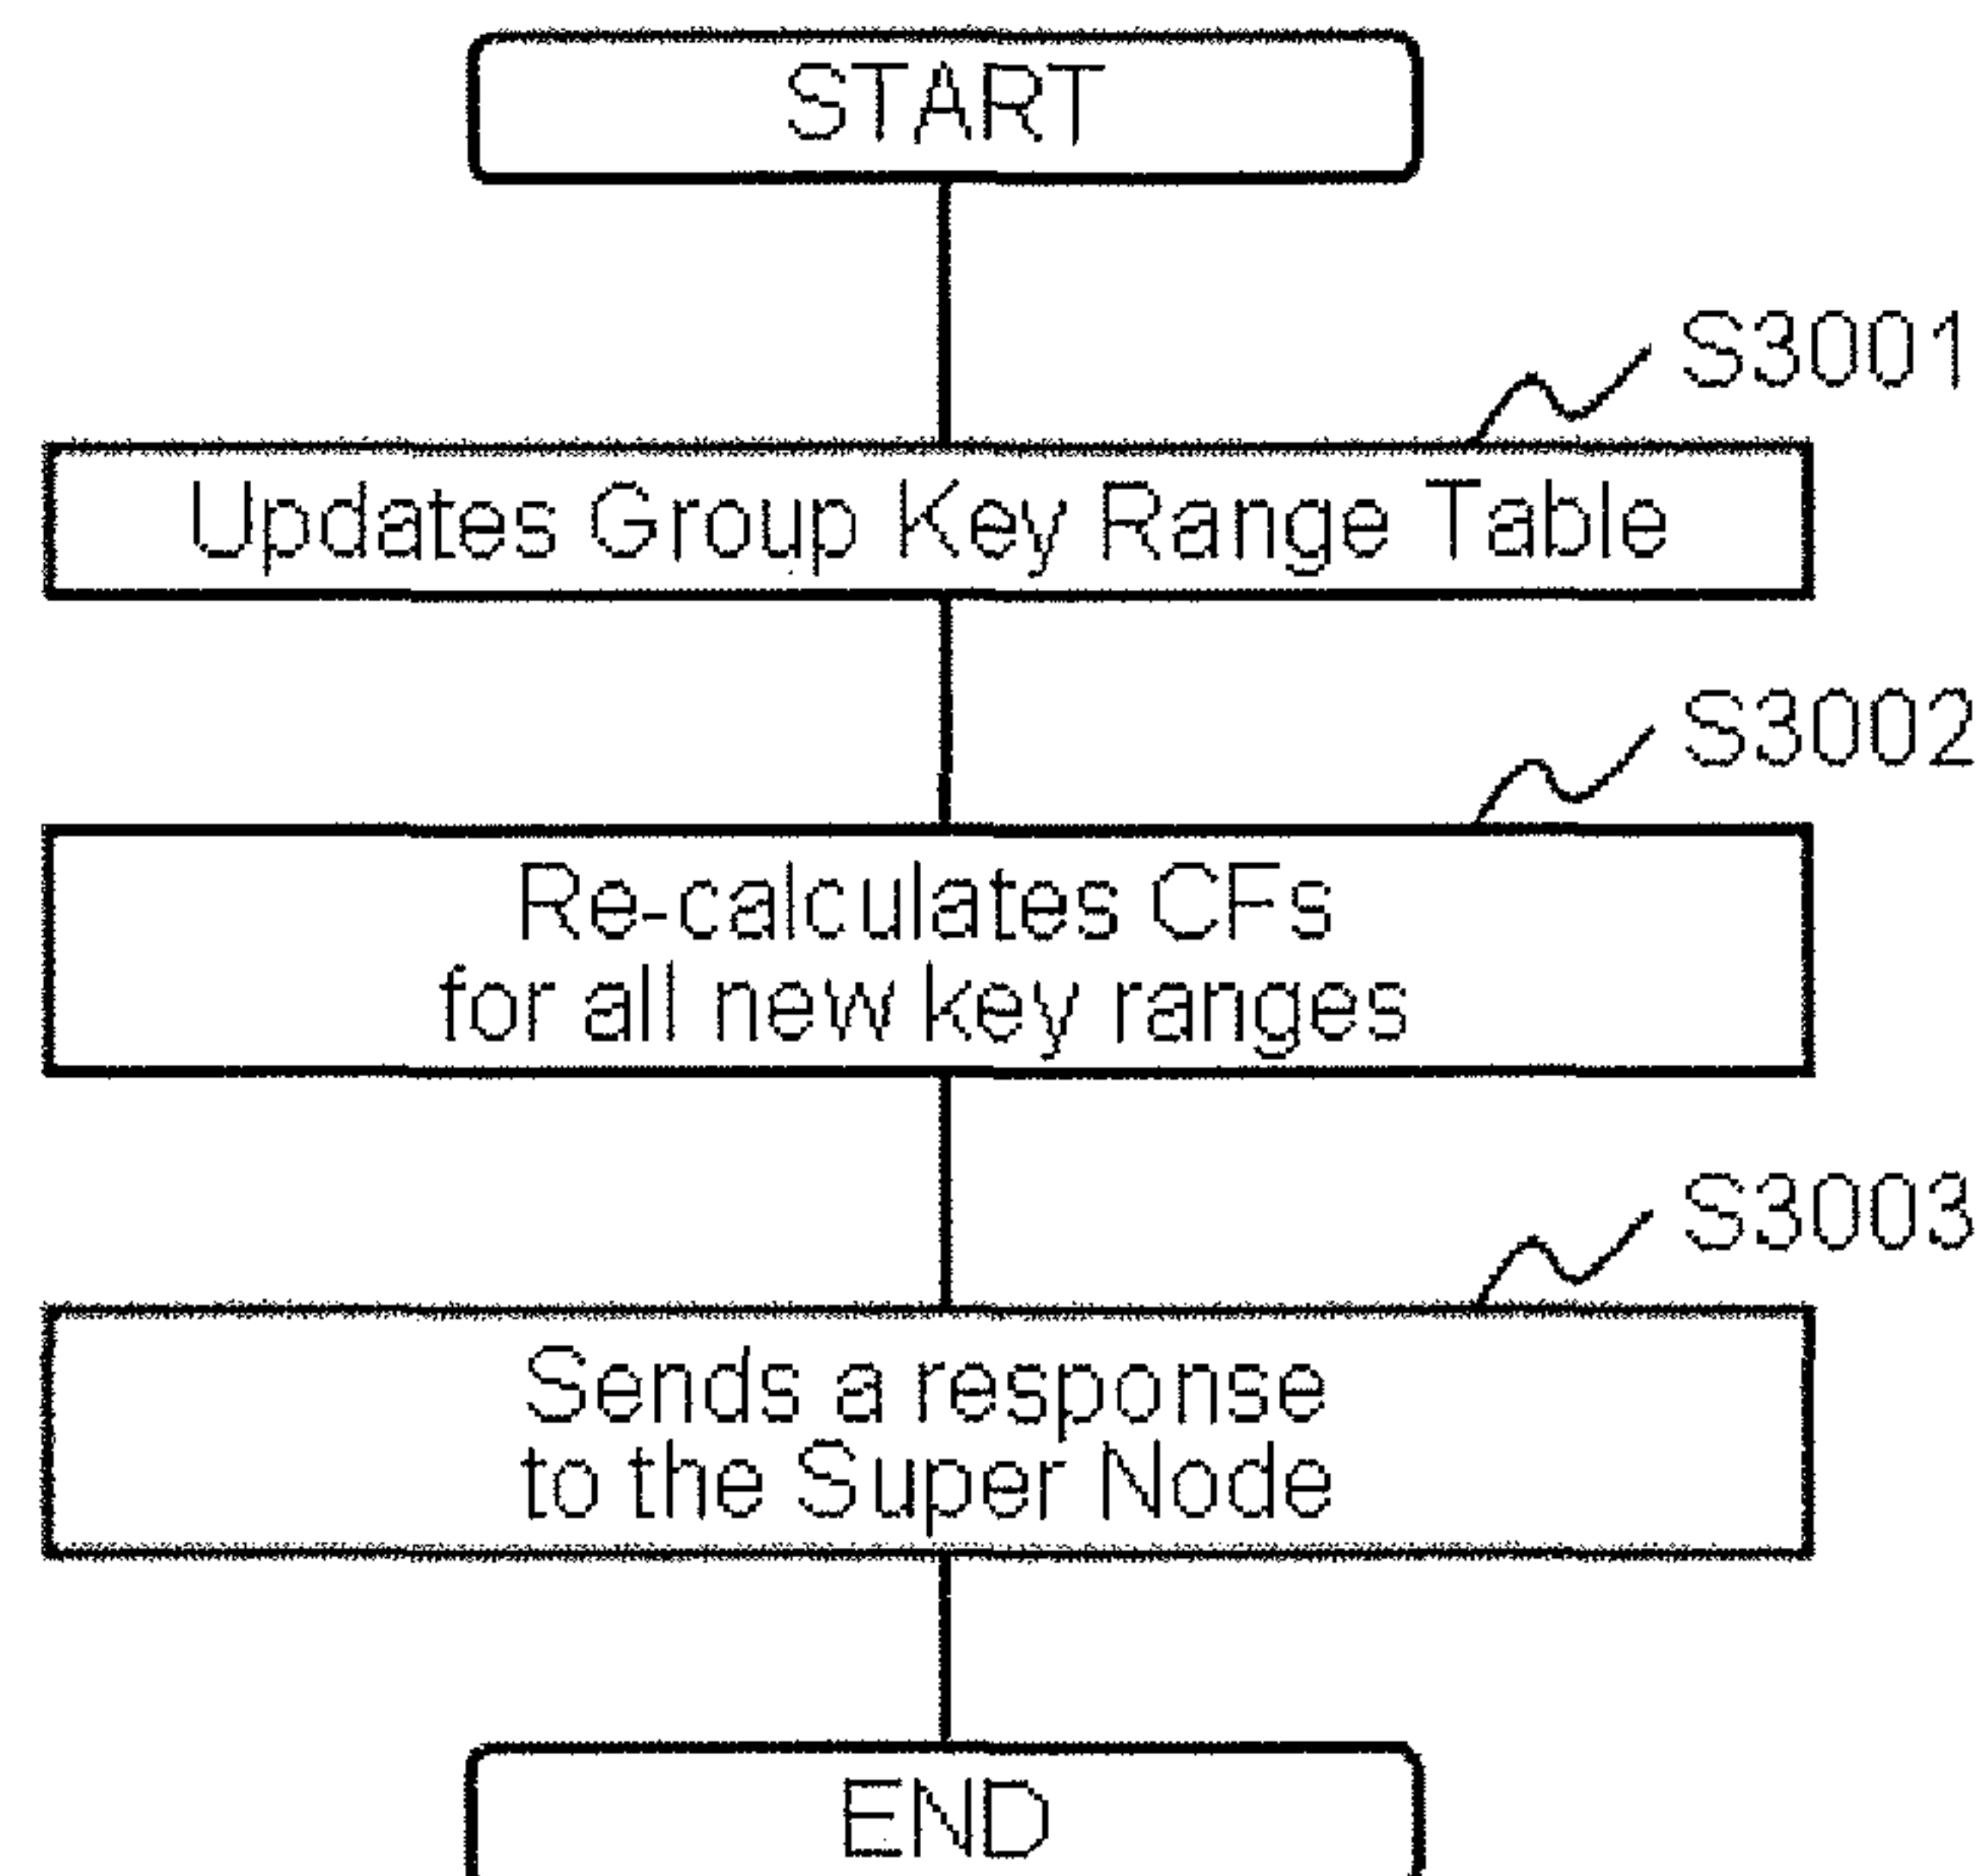 START
S3001
Updates Group Key Range Table
S3002
Re-calculates CFs
for all new key ranges
S3003
Sends a response
to the Super Node
END